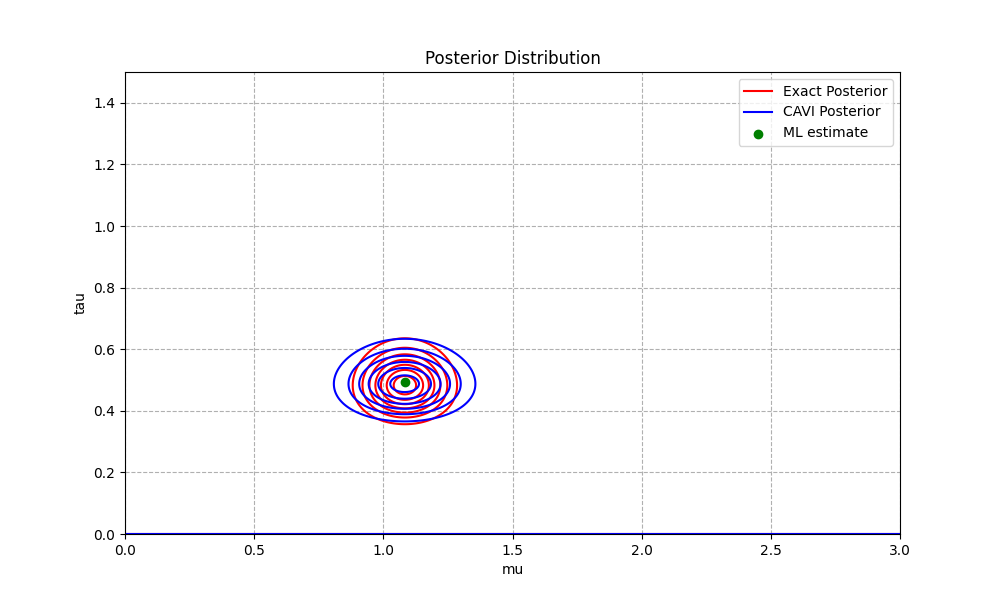 Posterior Distribution
Exact Posterior
CAVI Posterior
ML estimate
tau
1.4
1.2
1.0
0.8
0.6
0.4
0.2
0.0
0.0 0.5 1.0 1.5 2.0 2.5 3.0
mu